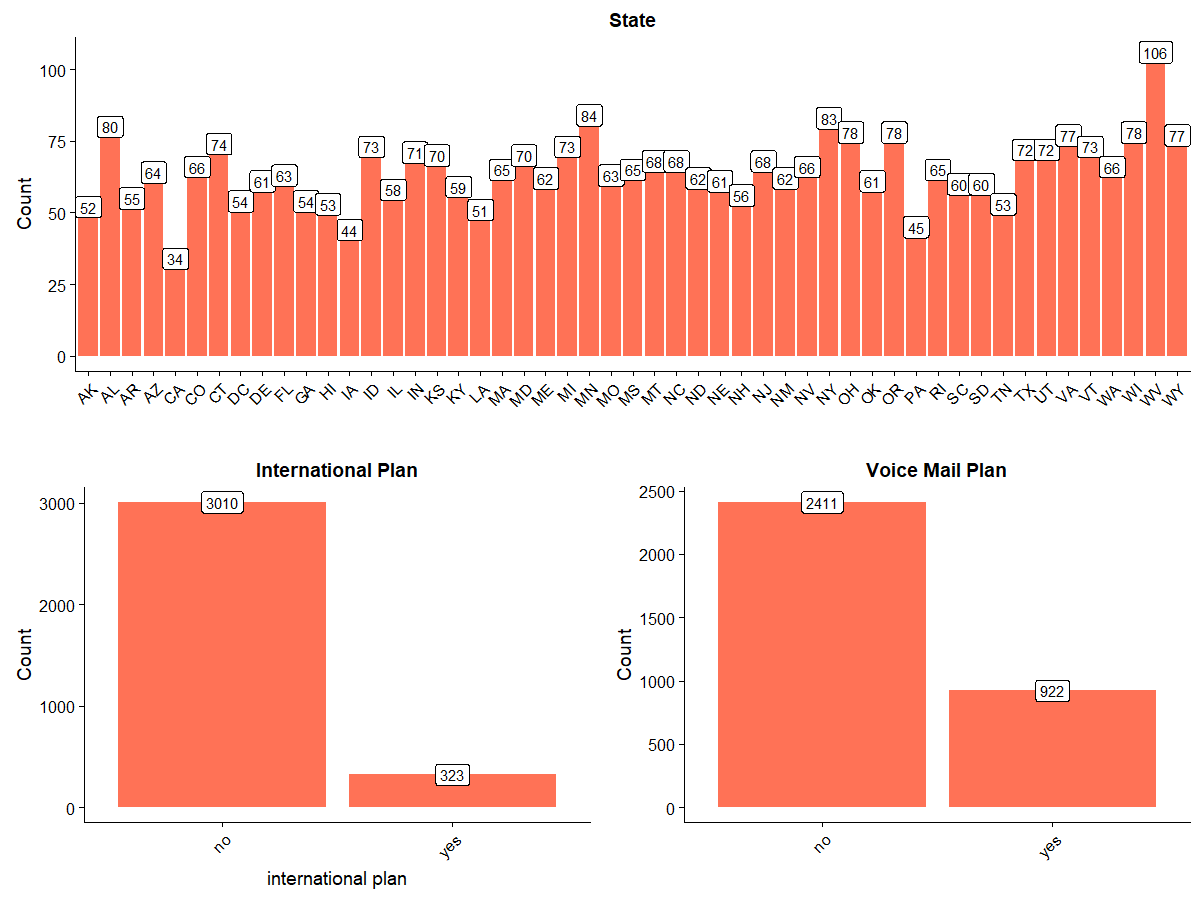 State
Count
100
75
50
25
0
52 80 55 64 34 66 74 54 61 63 54 53 44 73 58 71 70 59 51 65 70 62 73 84 63 65 68 68 62 61 56 68 62 66 83 78 61 78 45 65 60 60 53 72 72 77 73 66 78 106 77
AK AL AR AZ CA CO CT DC DE FL GA HI IA ID IL IN KS KY LA MA MD ME MI MN MO MS MT NC ND NE NH NJ NM NV NY OH OK OR PA RI SC SD TN TX UT VA VT WA WI WV WY
International Plan
Count
3000
2000
1000
0
3010
323
no yes
international plan
Voice Mail Plan
Count
2500
2000
1500
1000
500
0
2411
922
no yes